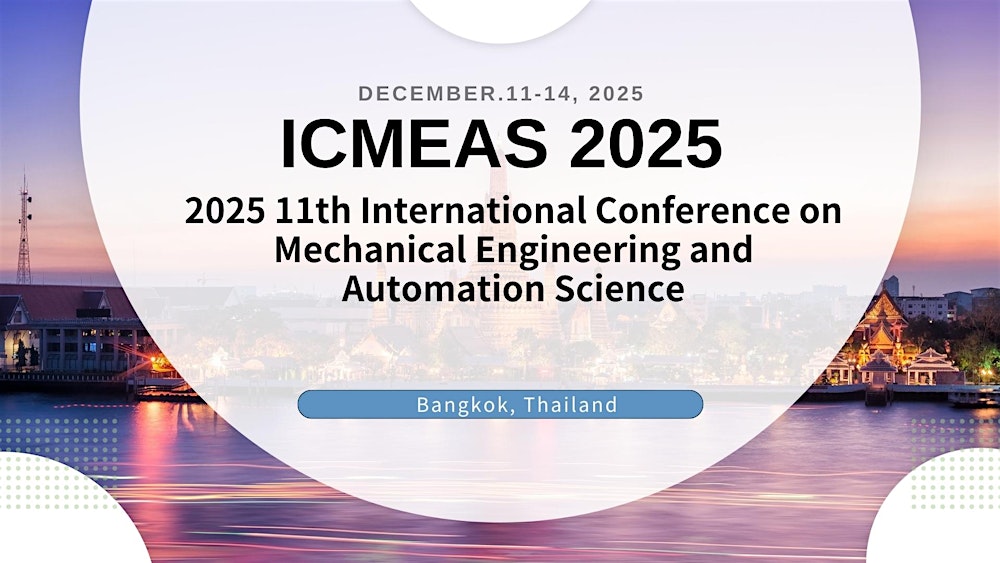 DECEMBER.11-14, 2025
ICMEAS 2025
2025 11th International Conference on
Mechanical Engineering and
Automation Science
Bangkok, Thailand